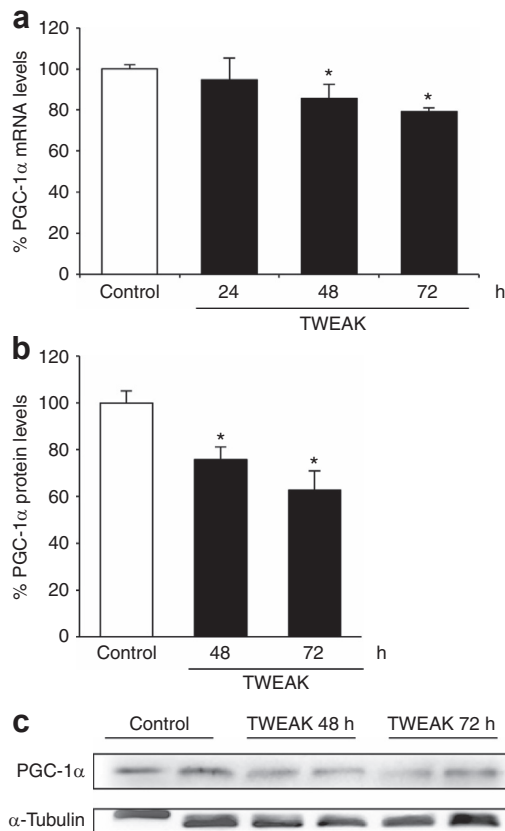 a
120
100
80
60
40
20
0
% PGC-1α mRNA levels
*
*
Control 24 48 72 h
TWEAK
b
120
100
80
60
40
20
0
% PGC-1α protein levels
*
*
Control 48 72 h
TWEAK
c
Control TWEAK 48 h TWEAK 72 h
PGC-1α
α-Tubulin